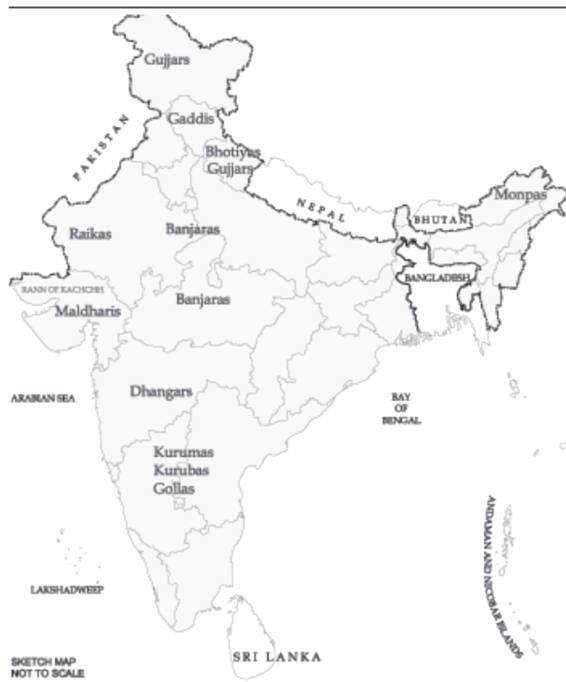 Gujjars
PAKISTAN
Gaddis
Bhotiyas
Gujjars
NEPAL
BHUTAN
Monpas
Raikas
Banjaras
BANGLADESH
RANN OF KACHCHH
Maldharis
Banjaras
ARABIAN SEA
Dhangars
BAY
OF
BENGAL
Kurumas
Kurubas
Gollas
ANDAMAN AND NICOBAR ISLANDS
LAKSHADWEEP
SRI LANKA
SKETCH MAP
NOT TO SCALE